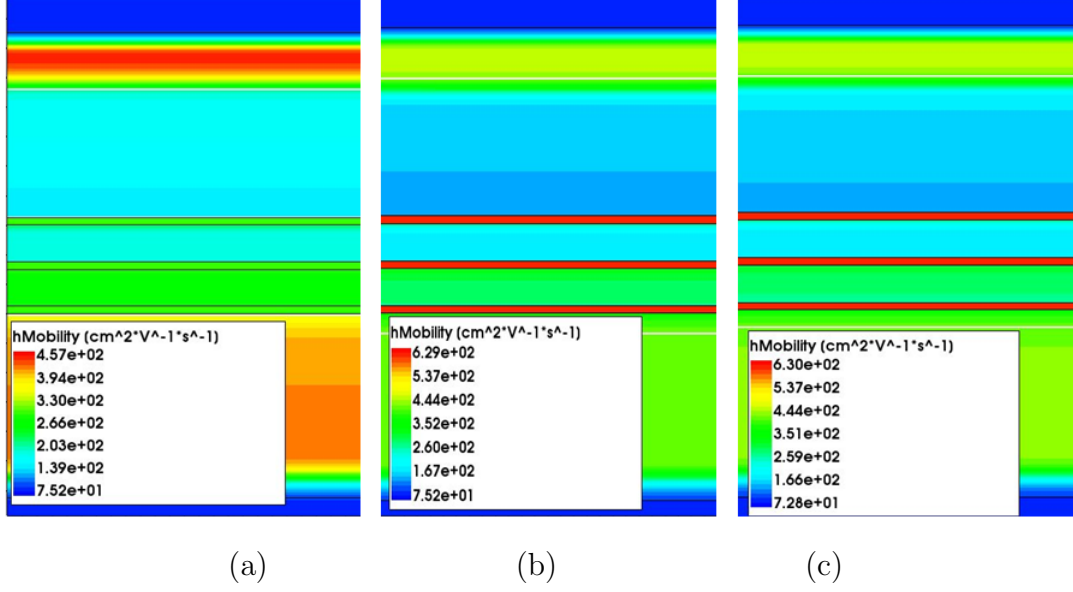 hMobility (cm^2*V^-1*s^-1)
4.57e+02
3.94e+02
3.30e+02
2.66e+02
2.03e+02
1.39e+02
7.52e+01
hMobility (cm^2*V^-1*s^-1)
6.29e+02
5.37e+02
4.44e+02
3.52e+02
2.60e+02
1.67e+02
7.52e+01
hMobility (cm^2*V^-1*s^-1)
6.30e+02
5.37e+02
4.44e+02
3.51e+02
2.59e+02
1.66e+02
7.28e+01
(a)
(b)
(c)